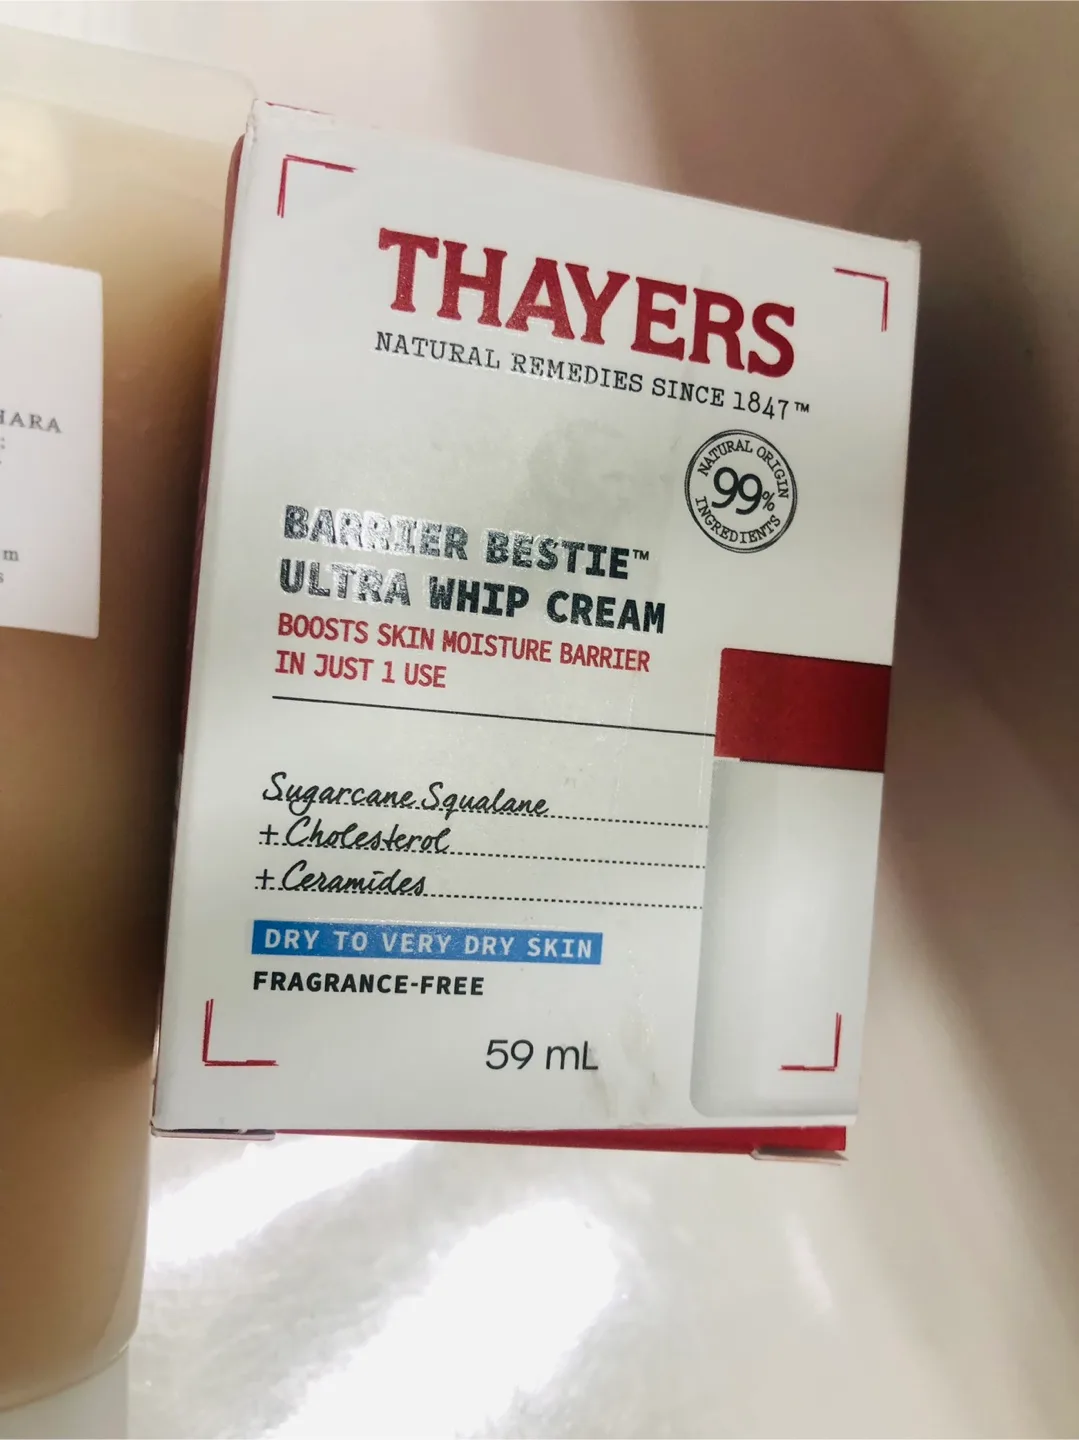 THAYERS
NATURAL REMEDIES SINCE 1847™
NATURAL ORIGIN
99%
INGREDIENTS
BARRIER BESTIE™
ULTRA WHIP CREAM
BOOSTS SKIN MOISTURE BARRIER
IN JUST 1 USE
Sugarcane Squalane
+ Cholesterol
+ Ceramides
DRY TO VERY DRY SKIN
FRAGRANCE-FREE
59 mL